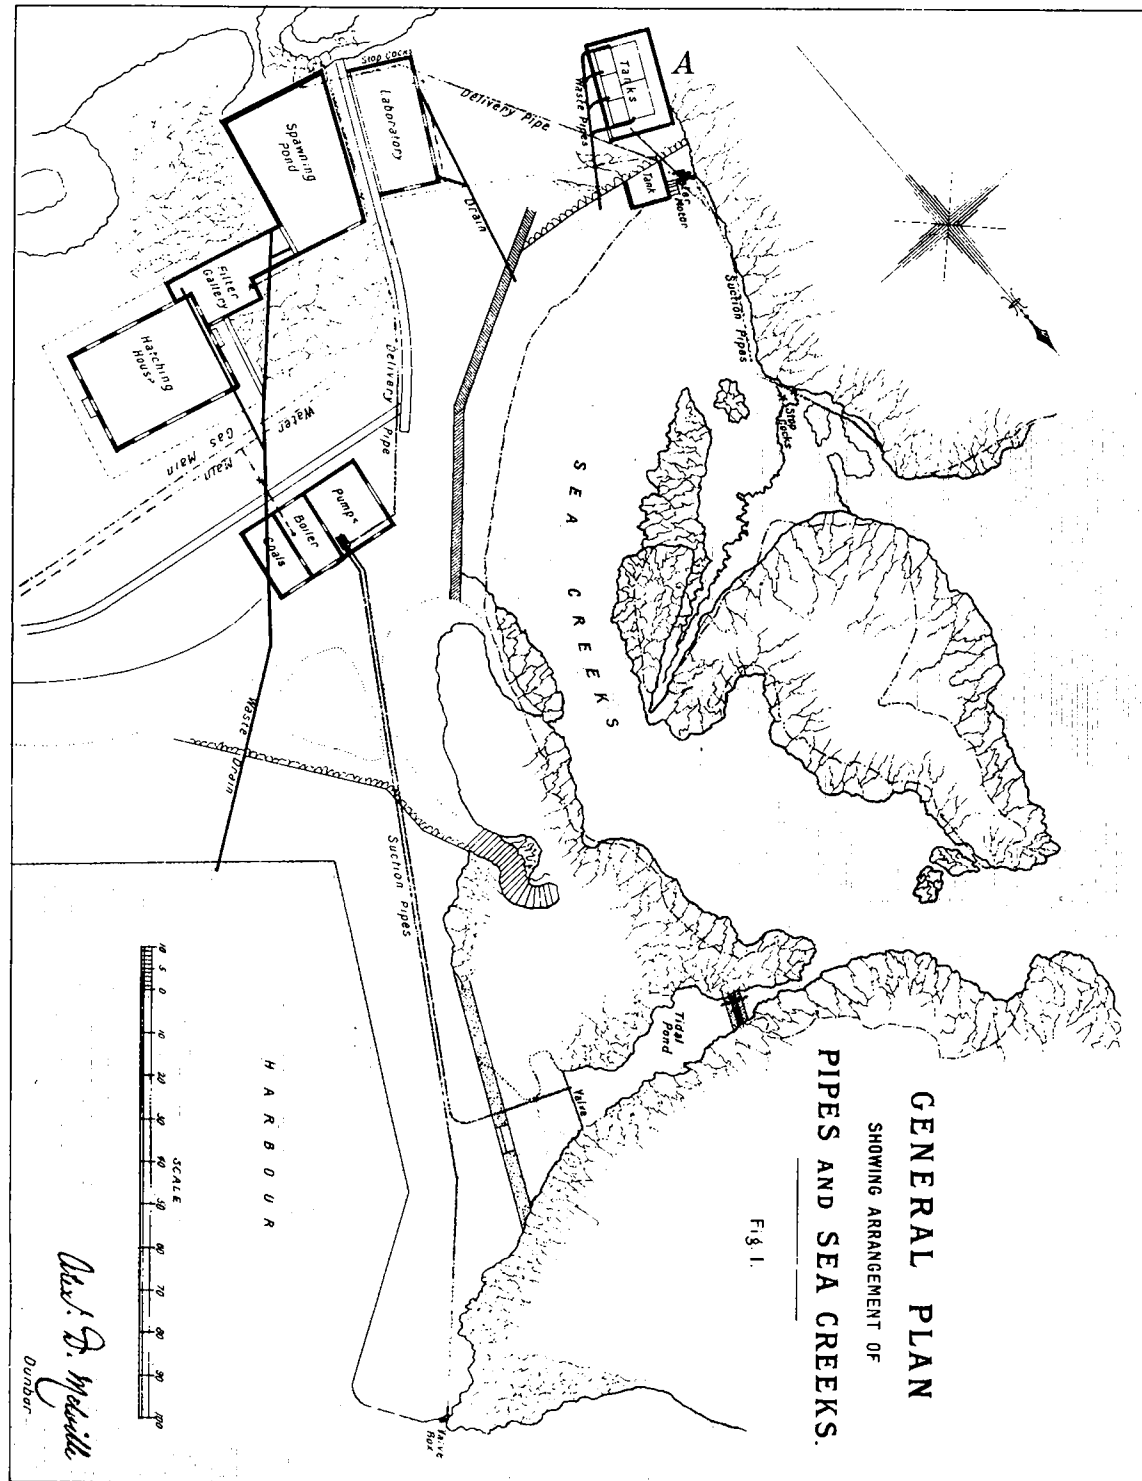 GENERAL PLAN
SHOWING ARRANGEMENT OF
PIPES AND SEA CREEKS.
Fig. 1.
A
Tanks
Waste Pipes
Tank
Motor
Delivery Pipe
Stop Cocks
Laboratory
Drain
Spawning
Pond
Filter
Gallery
Hatching
House
Delivery Pipe
Water Main
Gas Main
Pumps
Boiler
Coals
Suction Pipes
Stop
Cocks
SEA CREEKS
Waste Drain
Suction Pipes
Tidal
Pond
Valve
Valve
Box
HARBOUR
10 5 0 10 20 30 40 50 60 70 80 90 100
SCALE
Alex. D. Melville
Dunbar